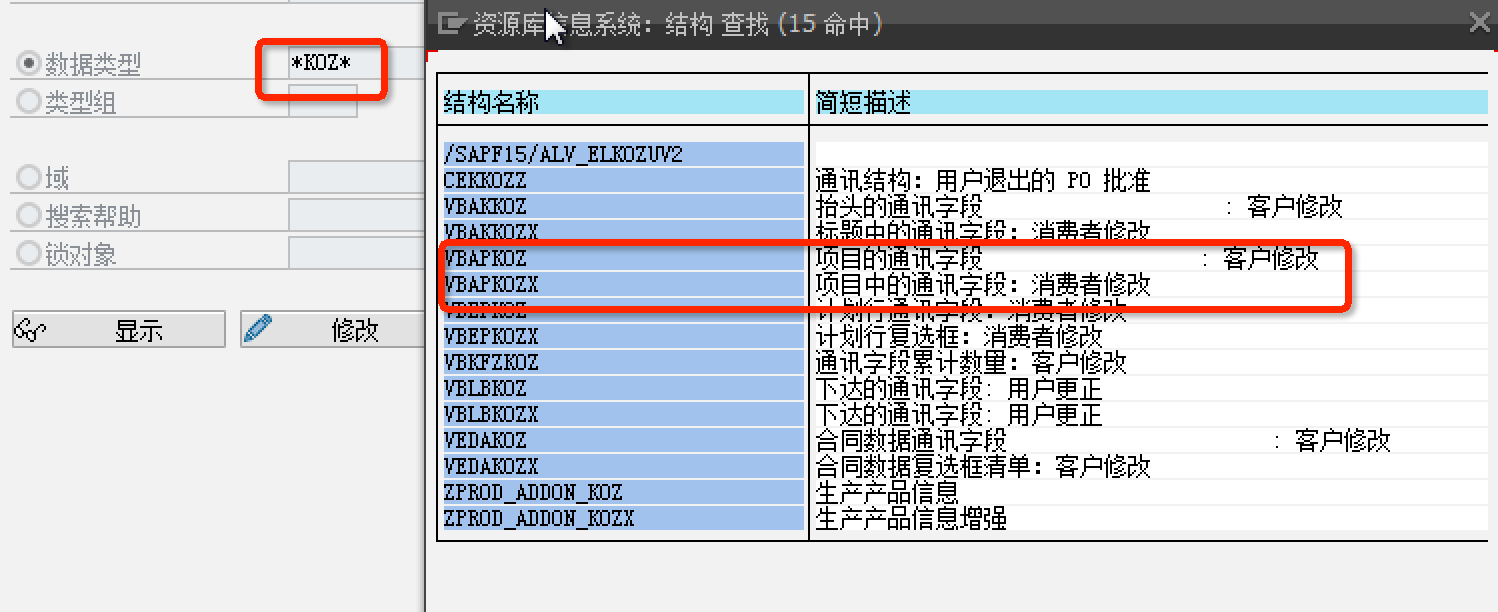 数据类型 *KOZ*
类型组
域
搜索帮助
锁对象
显示 修改
资源库信息系统：结构 查找 (15 命中)
结构名称 简短描述
/SAPF15/ALV_ELKOZUV2
CEKKOZZ 通讯结构：用户退出的 PO 批准
VBAKKOZ 抬头的通讯字段 : 客户修改
VBAKKOZX 标题中的通讯字段：消费者修改
VBAPKOZ 项目的通讯字段 : 客户修改
VBAPKOZX 项目中的通讯字段：消费者修改
VBEPKOZ 计划行通讯字段：消费者修改
VBEPKOZX 计划行复选框：消费者修改
VBKFZKOZ 通讯字段累计数量：客户修改
VBLBKOZ 下达的通讯字段：用户更正
VBLBKOZX 下达的通讯字段：用户更正
VEDAKOZ 合同数据通讯字段 : 客户修改
VEDAKOZX 合同数据复选框清单：客户修改
ZPROD_ADDON_KOZ 生产产品信息
ZPROD_ADDON_KOZX 生产产品信息增强